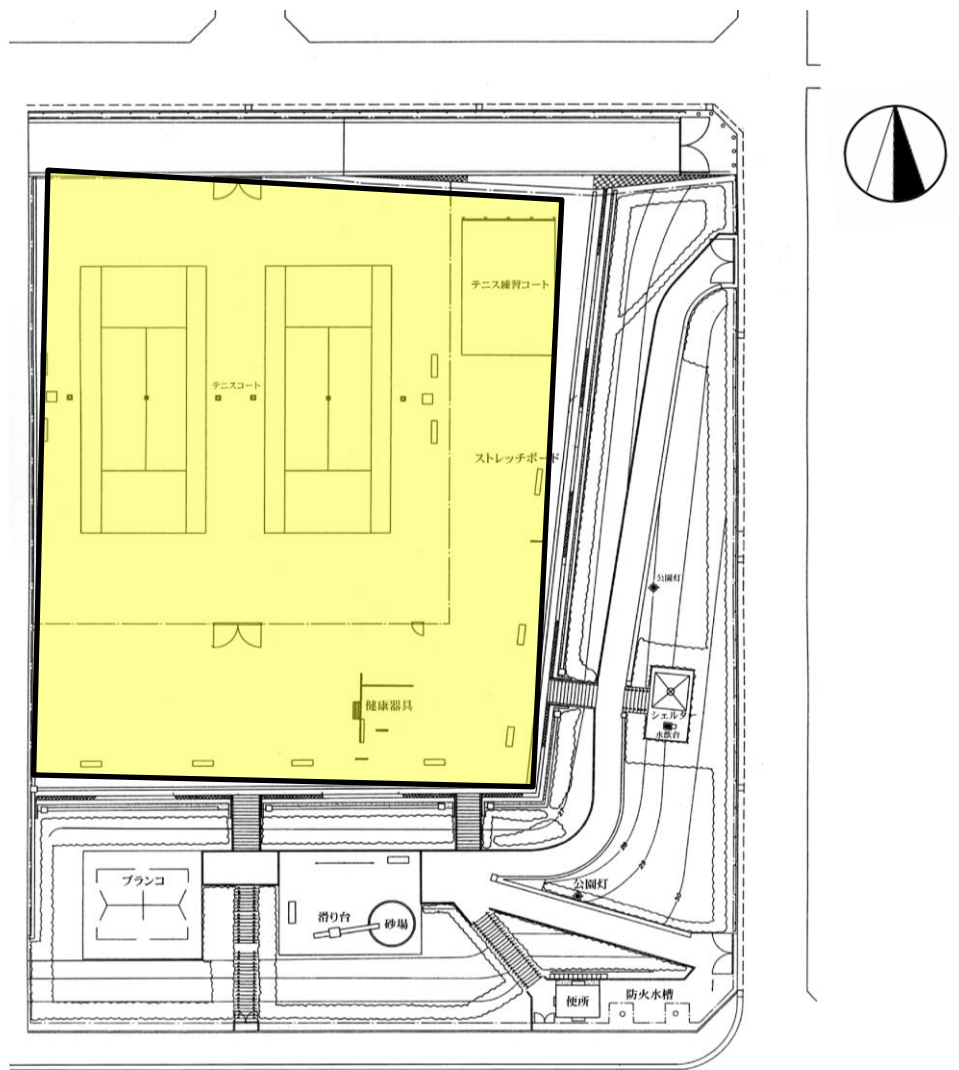 テニス練習コート
テニスコート
ストレッチボード
公園灯
健康器具
シェルター
水飲台
ブランコ
公園灯
滑り台
砂場
便所
防火水槽